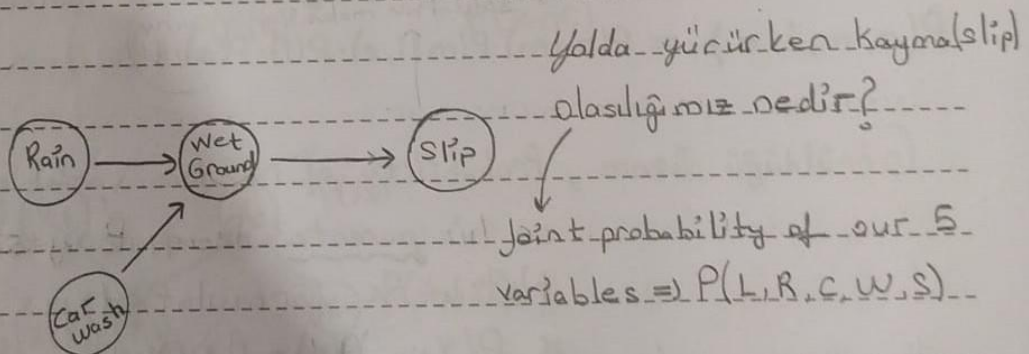 Yolda yürürken kayma(slip)
olasılığımız nedir?
Rain
Wet
Ground
Slip
Car
wash
Joint probability of our 5
variables => P(L,R,C,W,S)